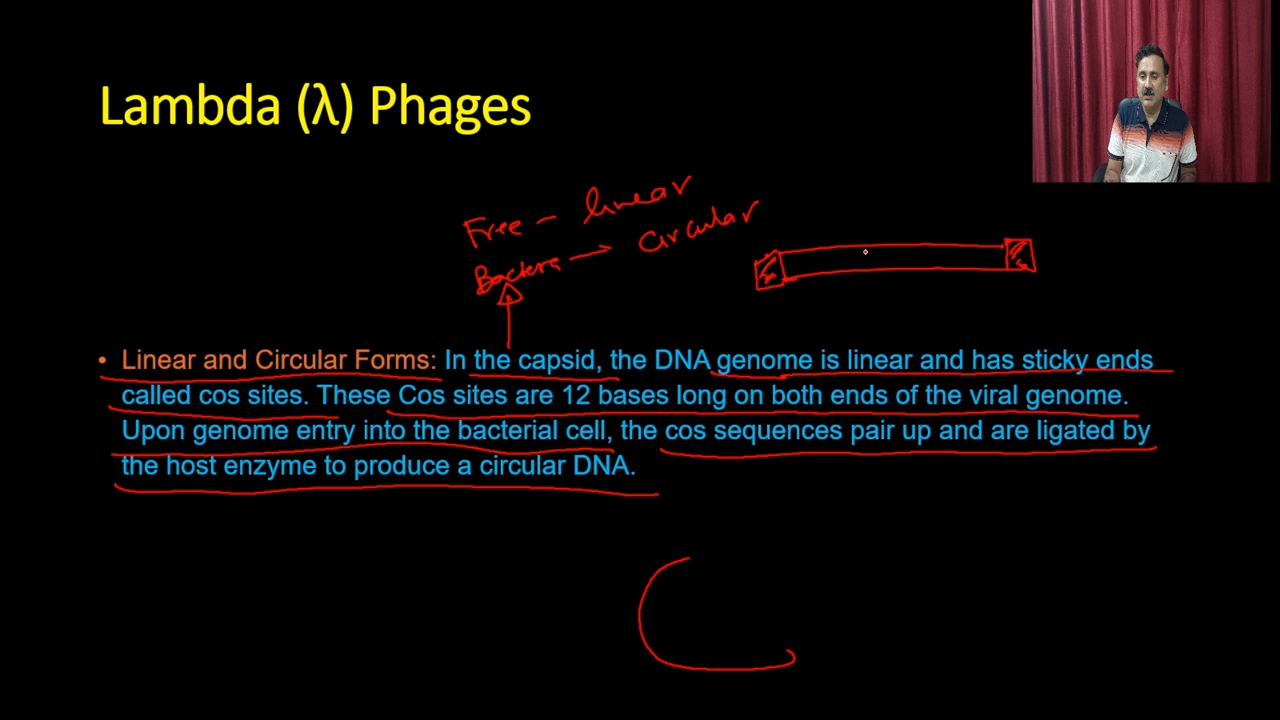 Lambda (λ) Phages
Free - linear
Bacteria → circular
• Linear and Circular Forms: In the capsid, the DNA genome is linear and has sticky ends
called cos sites. These Cos sites are 12 bases long on both ends of the viral genome.
Upon genome entry into the bacterial cell, the cos sequences pair up and are ligated by
the host enzyme to produce a circular DNA.